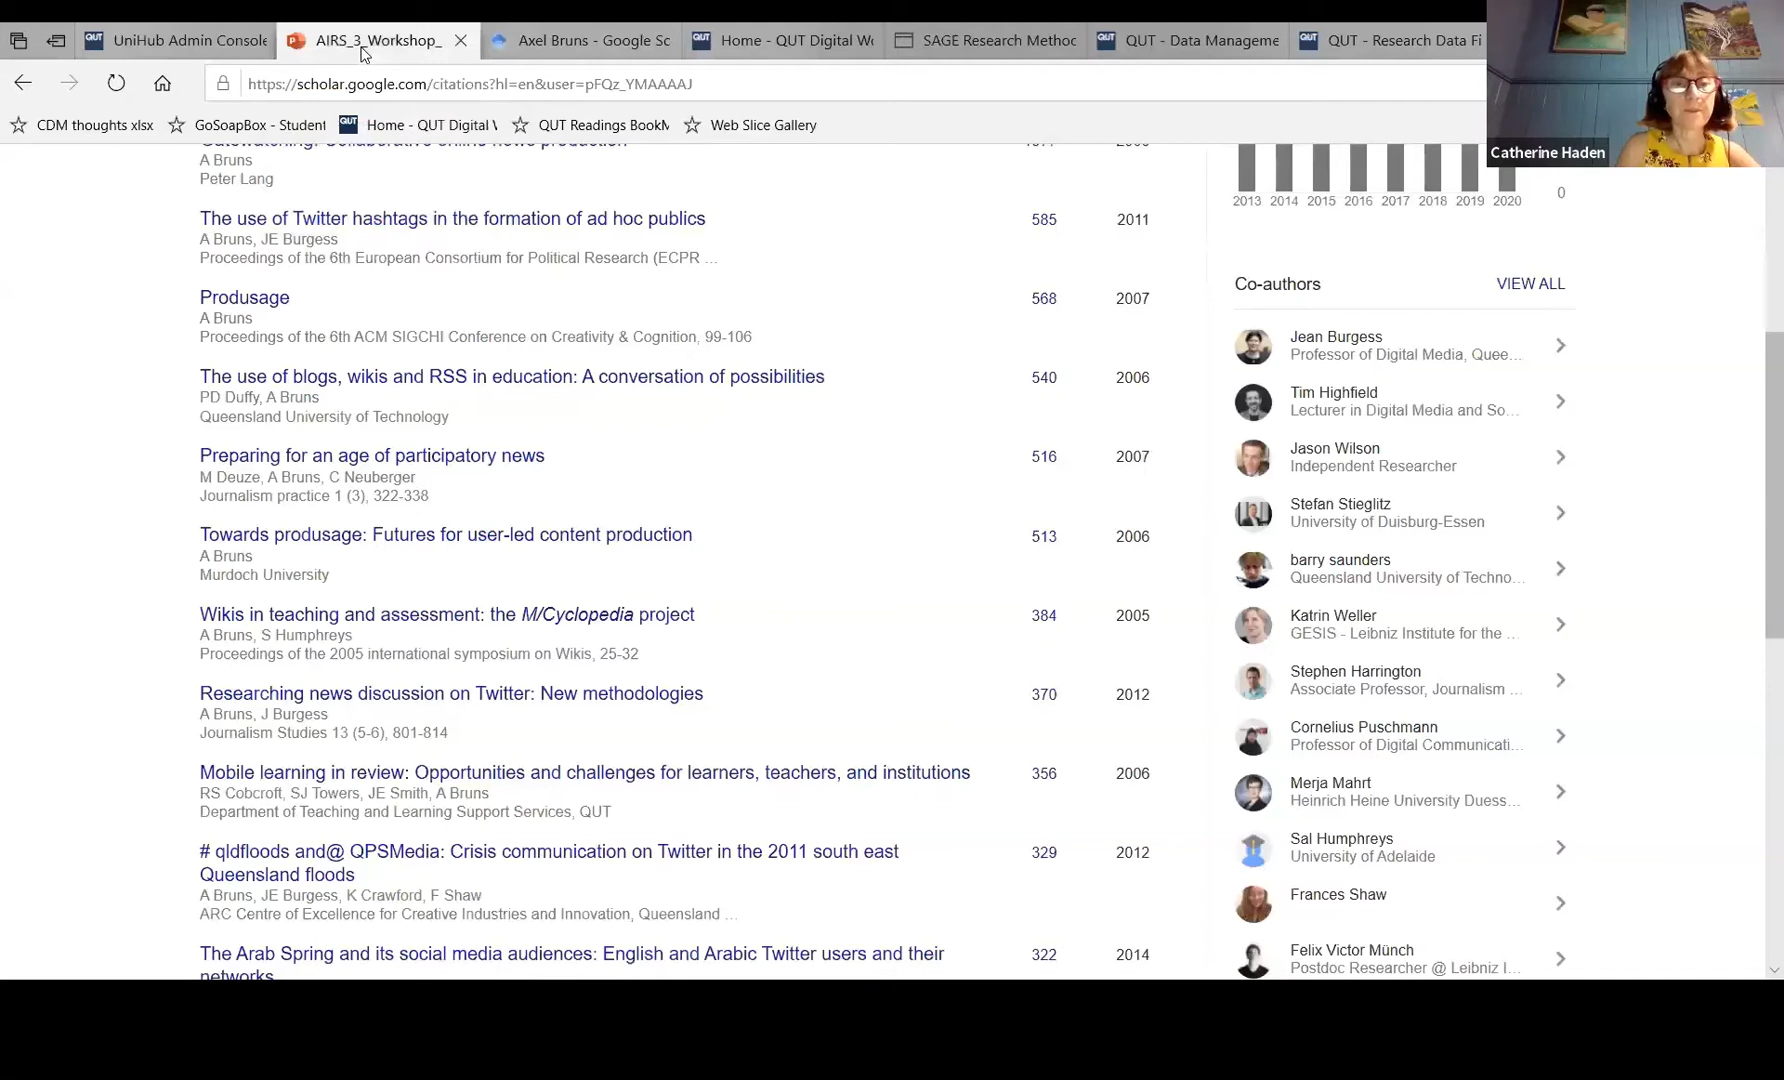 UniHub Admin Console
AIRS_3_Workshop_
Axel Bruns - Google Sc
Home - QUT Digital Wo
SAGE Research Method
QUT - Data Manageme
QUT - Research Data Fi
https://scholar.google.com/citations?hl=en&user=pFQz_YMAAAAJ
CDM thoughts xlsx
GoSoapBox - Student
Home - QUT Digital W
QUT Readings BookM
Web Slice Gallery
Catherine Haden
Gatewatching: Collaborative online news production
A Bruns
Peter Lang
The use of Twitter hashtags in the formation of ad hoc publics 585 2011
A Bruns, JE Burgess
Proceedings of the 6th European Consortium for Political Research (ECPR ...
Produsage 568 2007
A Bruns
Proceedings of the 6th ACM SIGCHI Conference on Creativity & Cognition, 99-106
The use of blogs, wikis and RSS in education: A conversation of possibilities 540 2006
PD Duffy, A Bruns
Queensland University of Technology
Preparing for an age of participatory news 516 2007
M Deuze, A Bruns, C Neuberger
Journalism practice 1 (3), 322-338
Towards produsage: Futures for user-led content production 513 2006
A Bruns
Murdoch University
Wikis in teaching and assessment: the M/Cyclopedia project 384 2005
A Bruns, S Humphreys
Proceedings of the 2005 international symposium on Wikis, 25-32
Researching news discussion on Twitter: New methodologies 370 2012
A Bruns, J Burgess
Journalism Studies 13 (5-6), 801-814
Mobile learning in review: Opportunities and challenges for learners, teachers, and institutions 356 2006
RS Cobcroft, SJ Towers, JE Smith, A Bruns
Department of Teaching and Learning Support Services, QUT
# qldfloods and@ QPSMedia: Crisis communication on Twitter in the 2011 south east 329 2012
Queensland floods
A Bruns, JE Burgess, K Crawford, F Shaw
ARC Centre of Excellence for Creative Industries and Innovation, Queensland ...
The Arab Spring and its social media audiences: English and Arabic Twitter users and their 322 2014
networks
2013 2014 2015 2016 2017 2018 2019 2020 0
Co-authors VIEW ALL
Jean Burgess
Professor of Digital Media, Quee...
Tim Highfield
Lecturer in Digital Media and So...
Jason Wilson
Independent Researcher
Stefan Stieglitz
University of Duisburg-Essen
barry saunders
Queensland University of Techno...
Katrin Weller
GESIS - Leibniz Institute for the ...
Stephen Harrington
Associate Professor, Journalism ...
Cornelius Puschmann
Professor of Digital Communicati...
Merja Mahrt
Heinrich Heine University Duess...
Sal Humphreys
University of Adelaide
Frances Shaw
Felix Victor Münch
Postdoc Researcher @ Leibniz I...